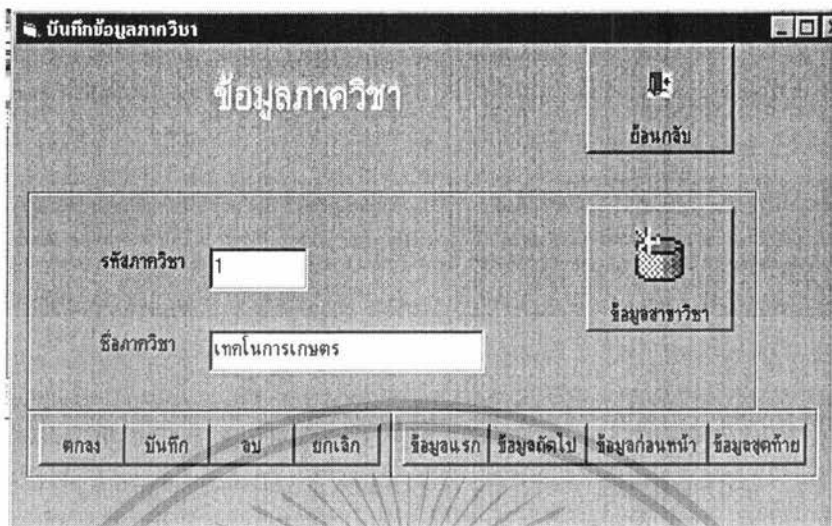 บันทึกข้อมูลภาควิชา
ข้อมูลภาควิชา
ย้อนกลับ
รหัสภาควิชา 1
ข้อมูลสาขาวิชา
ชื่อภาควิชา เทคโนการเกษตร
ตกลง บันทึก ลบ ยกเลิก ข้อมูลแรก ข้อมูลถัดไป ข้อมูลก่อนหน้า ข้อมูลสุดท้าย